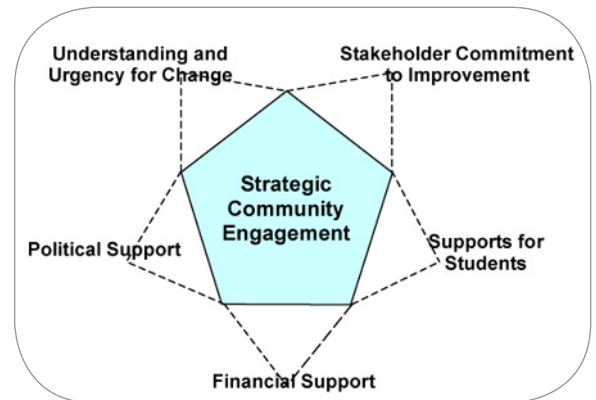 Understanding and
Urgency for Change
Stakeholder Commitment
to Improvement
Strategic
Community
Engagement
Political Support
Supports for
Students
Financial Support